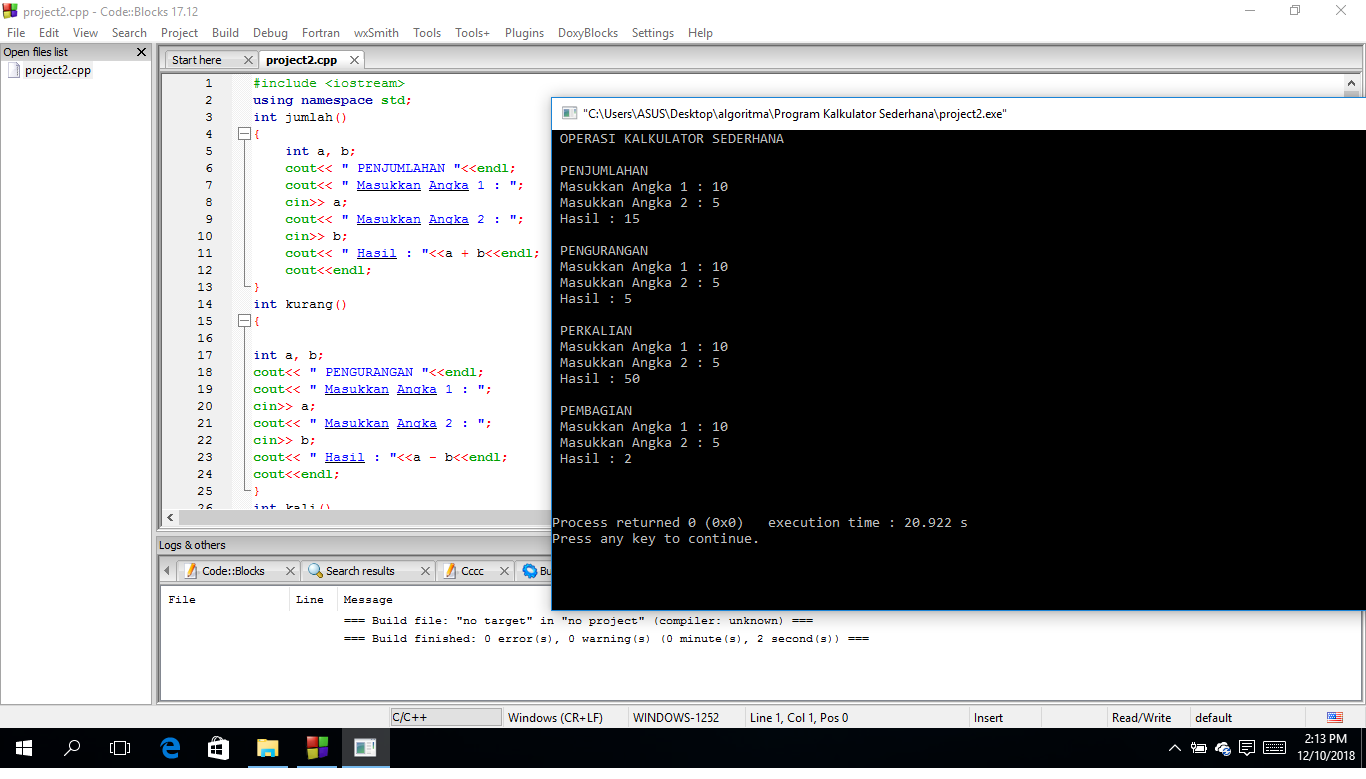 project2.cpp - Code::Blocks 17.12
File Edit View Search Project Build Debug Fortran wxSmith Tools Tools+ Plugins DoxyBlocks Settings Help
Open files list
project2.cpp
Start here project2.cpp
1 #include <iostream>
2 using namespace std;
3 int jumlah()
4 {
5 int a, b;
6 cout<< " PENJUMLAHAN "<<endl;
7 cout<< " Masukkan Angka 1 : ";
8 cin>> a;
9 cout<< " Masukkan Angka 2 : ";
10 cin>> b;
11 cout<< " Hasil : "<<a + b<<endl;
12 cout<<endl;
13 }
14 int kurang()
15 {
16
17 int a, b;
18 cout<< " PENGURANGAN "<<endl;
19 cout<< " Masukkan Angka 1 : ";
20 cin>> a;
21 cout<< " Masukkan Angka 2 : ";
22 cin>> b;
23 cout<< " Hasil : "<<a - b<<endl;
24 cout<<endl;
25 }
26 int kali()
"C:\Users\ASUS\Desktop\algoritma\Program Kalkulator Sederhana\project2.exe"
OPERASI KALKULATOR SEDERHANA
PENJUMLAHAN
Masukkan Angka 1 : 10
Masukkan Angka 2 : 5
Hasil : 15
PENGURANGAN
Masukkan Angka 1 : 10
Masukkan Angka 2 : 5
Hasil : 5
PERKALIAN
Masukkan Angka 1 : 10
Masukkan Angka 2 : 5
Hasil : 50
PEMBAGIAN
Masukkan Angka 1 : 10
Masukkan Angka 2 : 5
Hasil : 2
Process returned 0 (0x0) execution time : 20.922 s
Press any key to continue.
Logs & others
Code::Blocks Search results Cccc Bu
File Line Message
=== Build file: "no target" in "no project" (compiler: unknown) ===
=== Build finished: 0 error(s), 0 warning(s) (0 minute(s), 2 second(s)) ===
C/C++ Windows (CR+LF) WINDOWS-1252 Line 1, Col 1, Pos 0 Insert Read/Write default
2:13 PM
12/10/2018